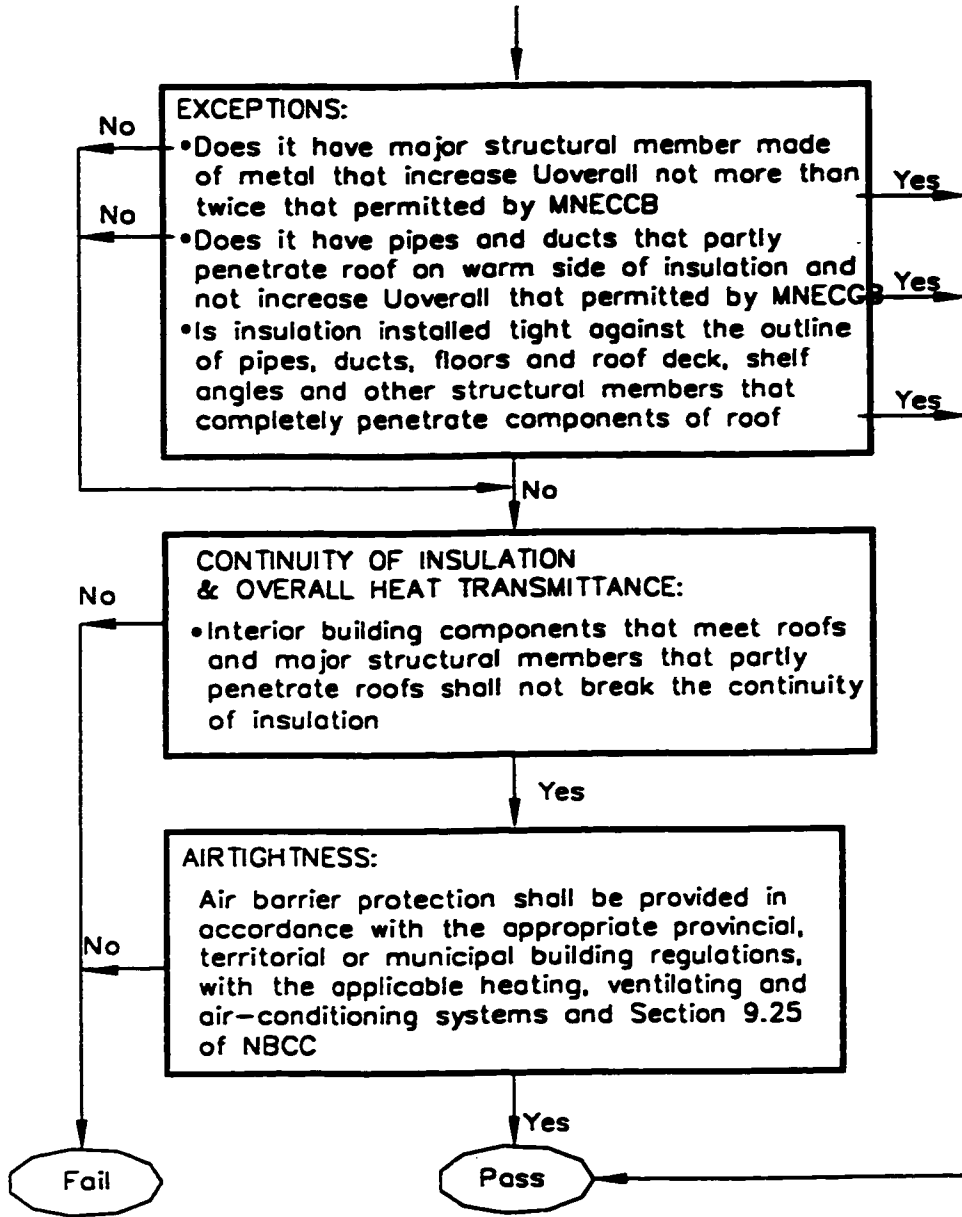 EXCEPTIONS:
No
•Does it have major structural member made
of metal that increase Uoverall not more than
Yes
twice that permitted by MNECCB
No
•Does it have pipes and ducts that partly
penetrate roof on warm side of insulation and
Yes
not increase Uoverall that permitted by MNECGB
•Is insulation installed tight against the outline
of pipes, ducts, floors and roof deck, shelf
angles and other structural members that
Yes
completely penetrate components of roof
No
CONTINUITY OF INSULATION
& OVERALL HEAT TRANSMITTANCE:
No
•Interior building components that meet roofs
and major structural members that partly
penetrate roofs shall not break the continuity
of insulation
Yes
AIRTIGHTNESS:
Air barrier protection shall be provided in
accordance with the appropriate provincial,
No
territorial or municipal building regulations,
with the applicable heating, ventilating and
air-conditioning systems and Section 9.25
of NBCC
Yes
Fail
Pass